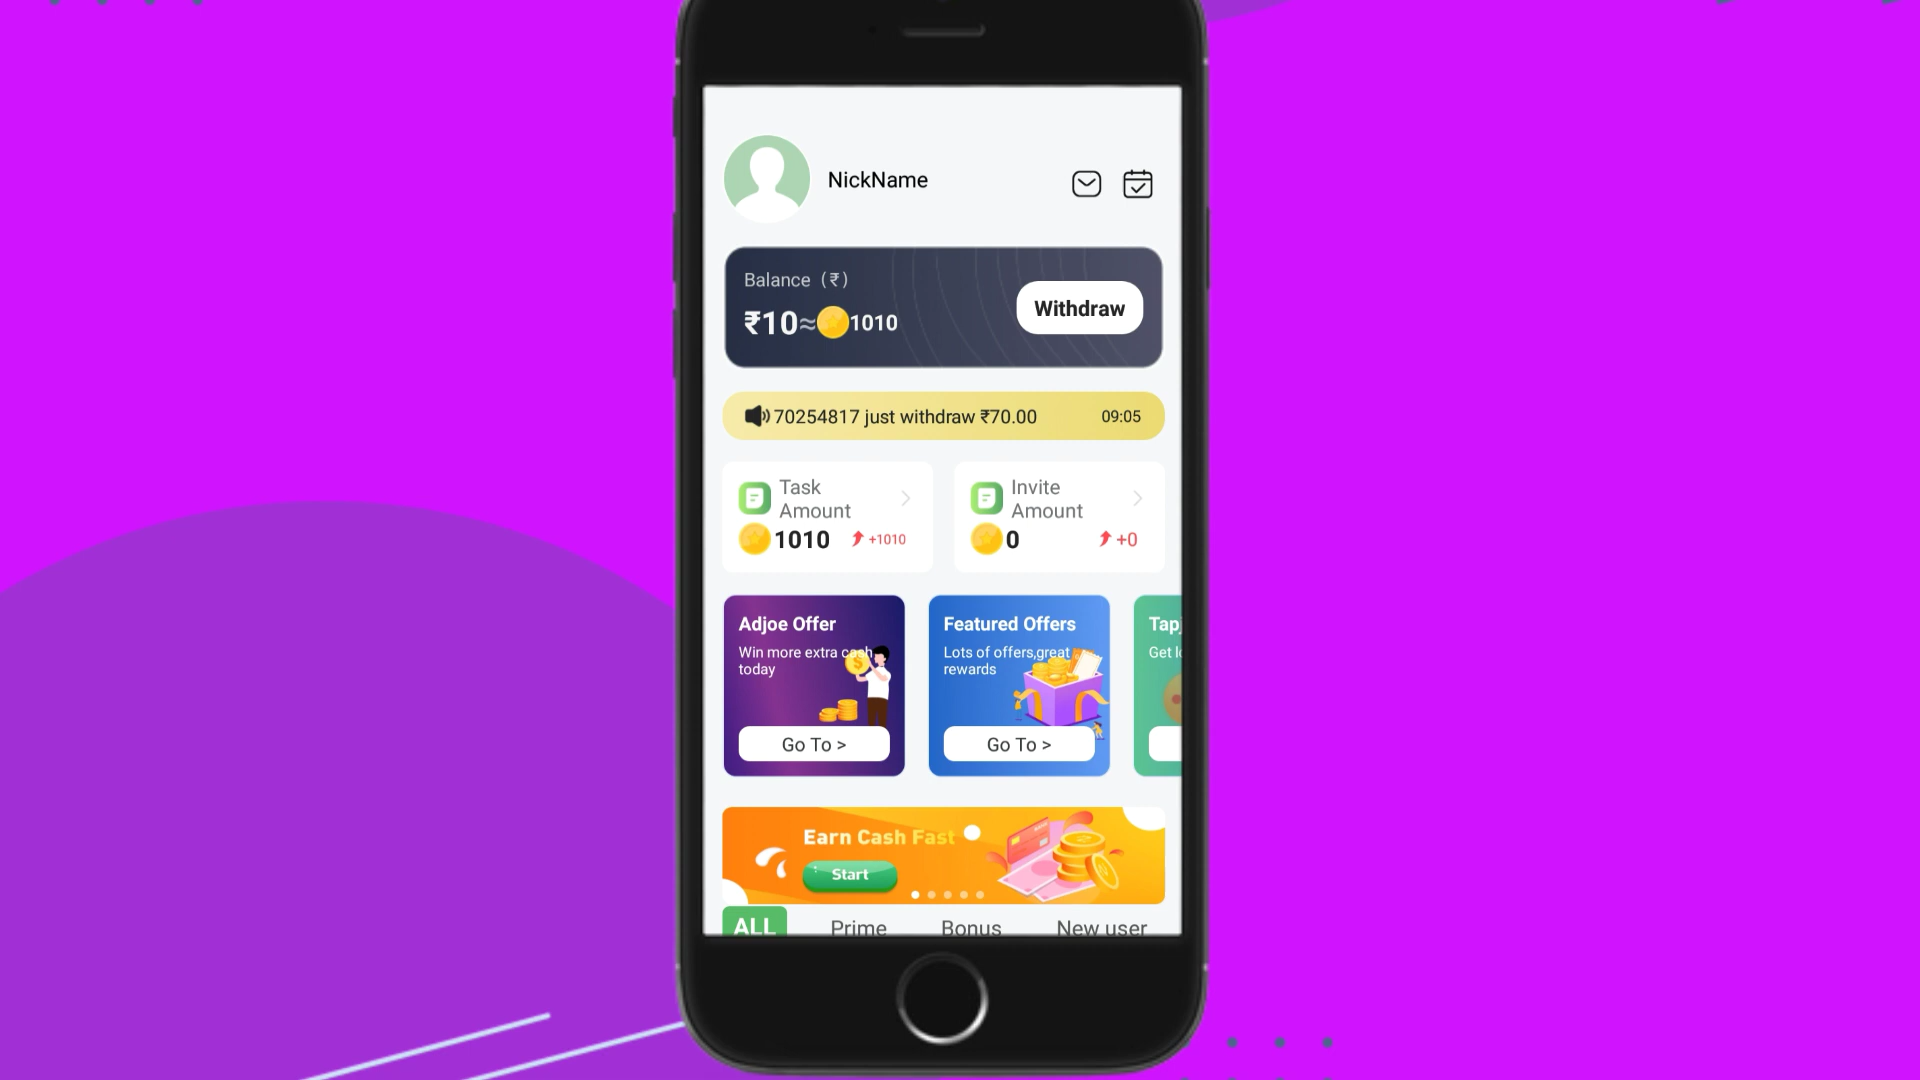 NickName
Balance (₹)
₹10≈1010
Withdraw
70254817 just withdraw ₹70.00 09:05
Task
Amount
1010 +1010
Invite
Amount
0 +0
Adjoe Offer
Win more extra cash
today
Go To >
Featured Offers
Lots of offers,great
rewards
Go To >
Earn Cash Fast
Start
ALL Prime Bonus New user